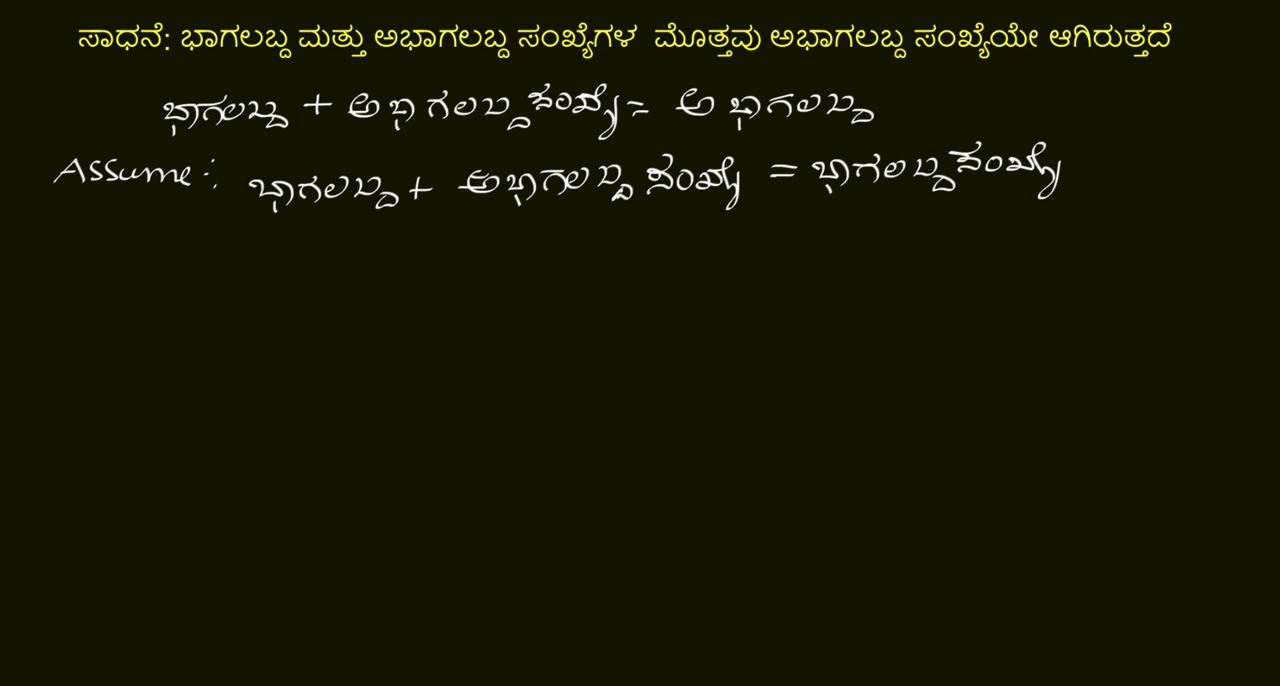 ಸಾಧನೆ: ಭಾಗಲಬ್ದ ಮತ್ತು ಅಭಾಗಲಬ್ದ ಸಂಖ್ಯೆಗಳ ಮೊತ್ತವು ಅಭಾಗಲಬ್ದ ಸಂಖ್ಯೆಯೇ ಆಗಿರುತ್ತದೆ
ಭಾಗಲಬ್ದ + ಅಭಾಗಲಬ್ದ ಸಂಖ್ಯೆ = ಅಭಾಗಲಬ್ದ
Assume: ಭಾಗಲಬ್ದ + ಅಭಾಗಲಬ್ದ ಸಂಖ್ಯೆ = ಭಾಗಲಬ್ದ ಸಂಖ್ಯೆ